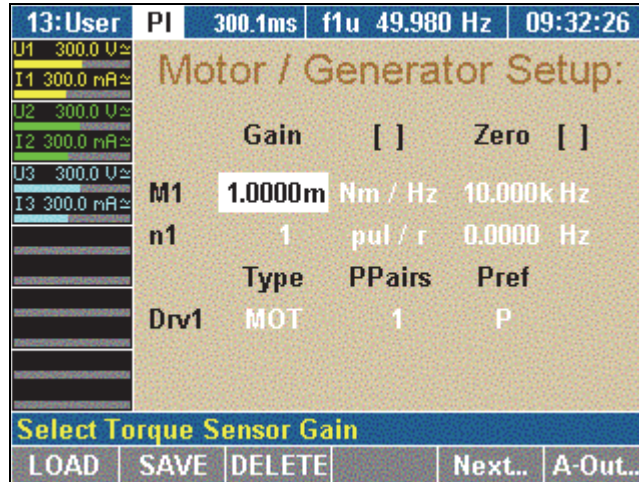 13:User PI 300.1ms f1u 49.980 Hz 09:32:26
U1 300.0 V≃
I1 300.0 mA≃
U2 300.0 V≃
I2 300.0 mA≃
U3 300.0 V≃
I3 300.0 mA≃
Motor / Generator Setup:
Gain [ ] Zero [ ]
M1 1.0000m Nm / Hz 10.000k Hz
n1 1 pul / r 0.0000 Hz
Type PPairs Pref
Drv1 MOT 1 P
Select Torque Sensor Gain
LOAD SAVE DELETE Next... A-Out...